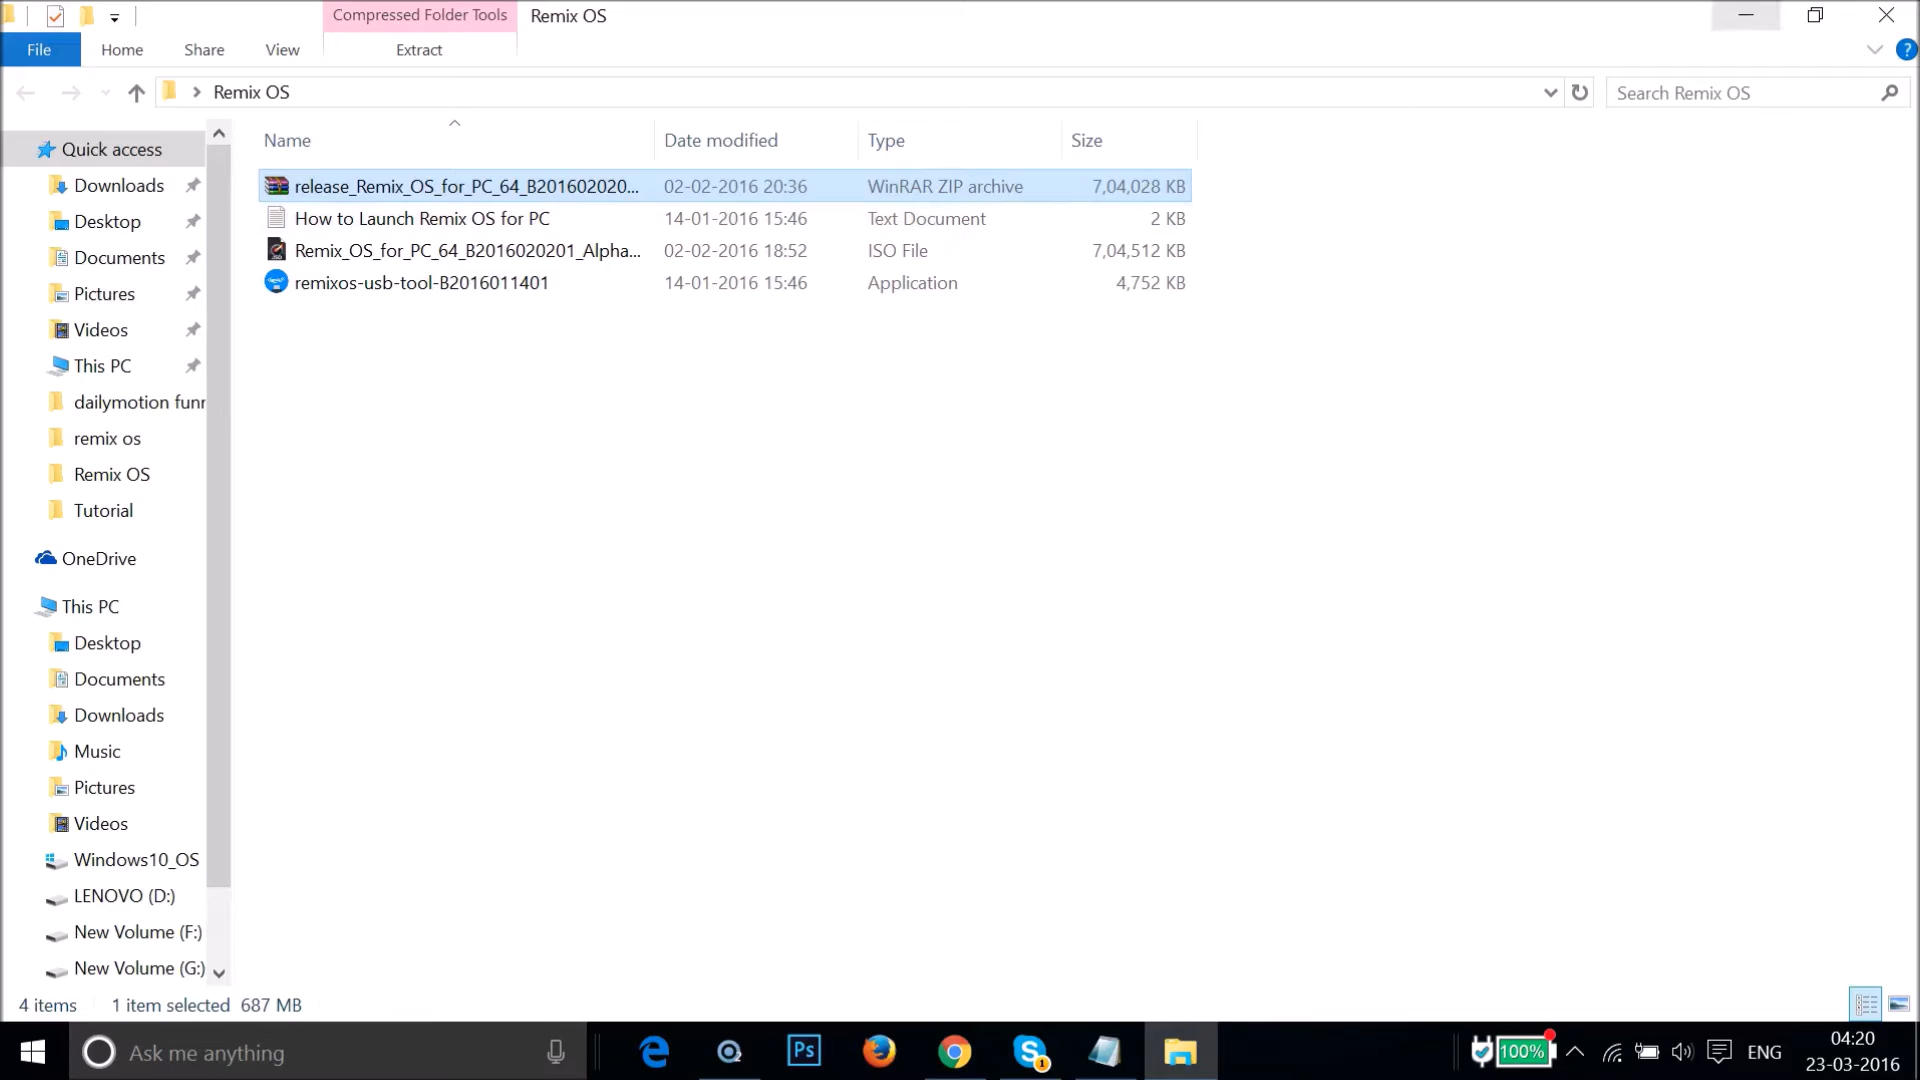 Compressed Folder Tools Remix OS
File Home Share View Extract ?
Remix OS Search Remix OS
Name Date modified Type Size
Quick access
Downloads
Desktop
Documents
Pictures
Videos
This PC
dailymotion funr
remix os
Remix OS
Tutorial
OneDrive
This PC
Desktop
Documents
Downloads
Music
Pictures
Videos
Windows10_OS
LENOVO (D:)
New Volume (F:)
New Volume (G:)
release_Remix_OS_for_PC_64_B201602020... 02-02-2016 20:36 WinRAR ZIP archive 7,04,028 KB
How to Launch Remix OS for PC 14-01-2016 15:46 Text Document 2 KB
Remix_OS_for_PC_64_B2016020201_Alpha... 02-02-2016 18:52 ISO File 7,04,512 KB
remixos-usb-tool-B2016011401 14-01-2016 15:46 Application 4,752 KB
4 items 1 item selected 687 MB
Ask me anything Ps S 1 100% ENG 04:20
23-03-2016